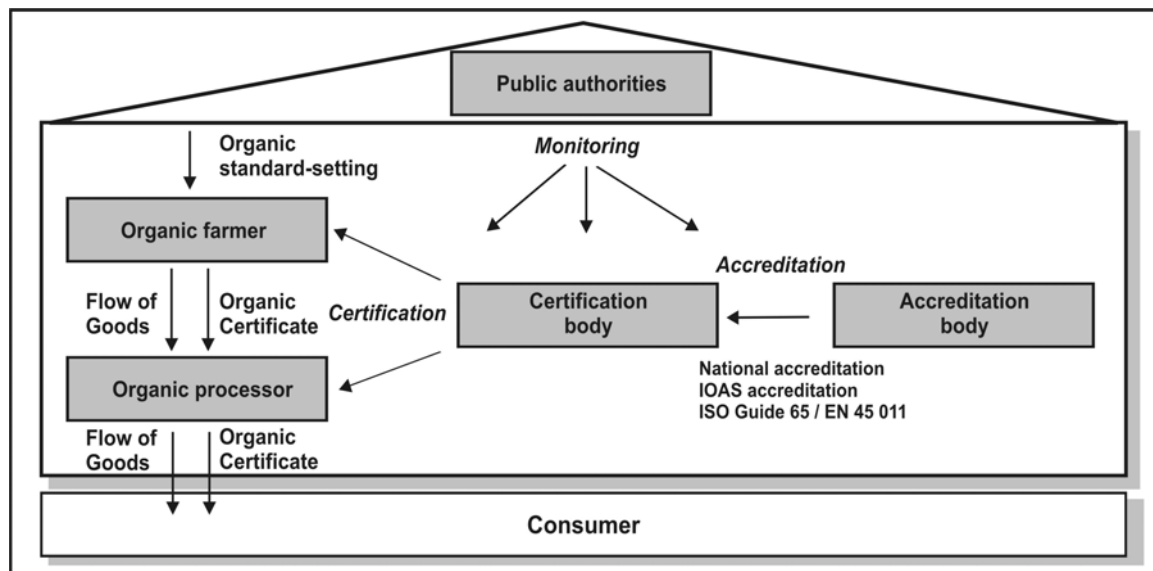 Public authorities
Organic
standard-setting
Monitoring
Organic farmer
Accreditation
Flow of
Goods
Organic
Certificate
Certification
Certification
body
Accreditation
body
Organic processor
National accreditation
IOAS accreditation
ISO Guide 65 / EN 45 011
Flow of
Goods
Organic
Certificate
Consumer